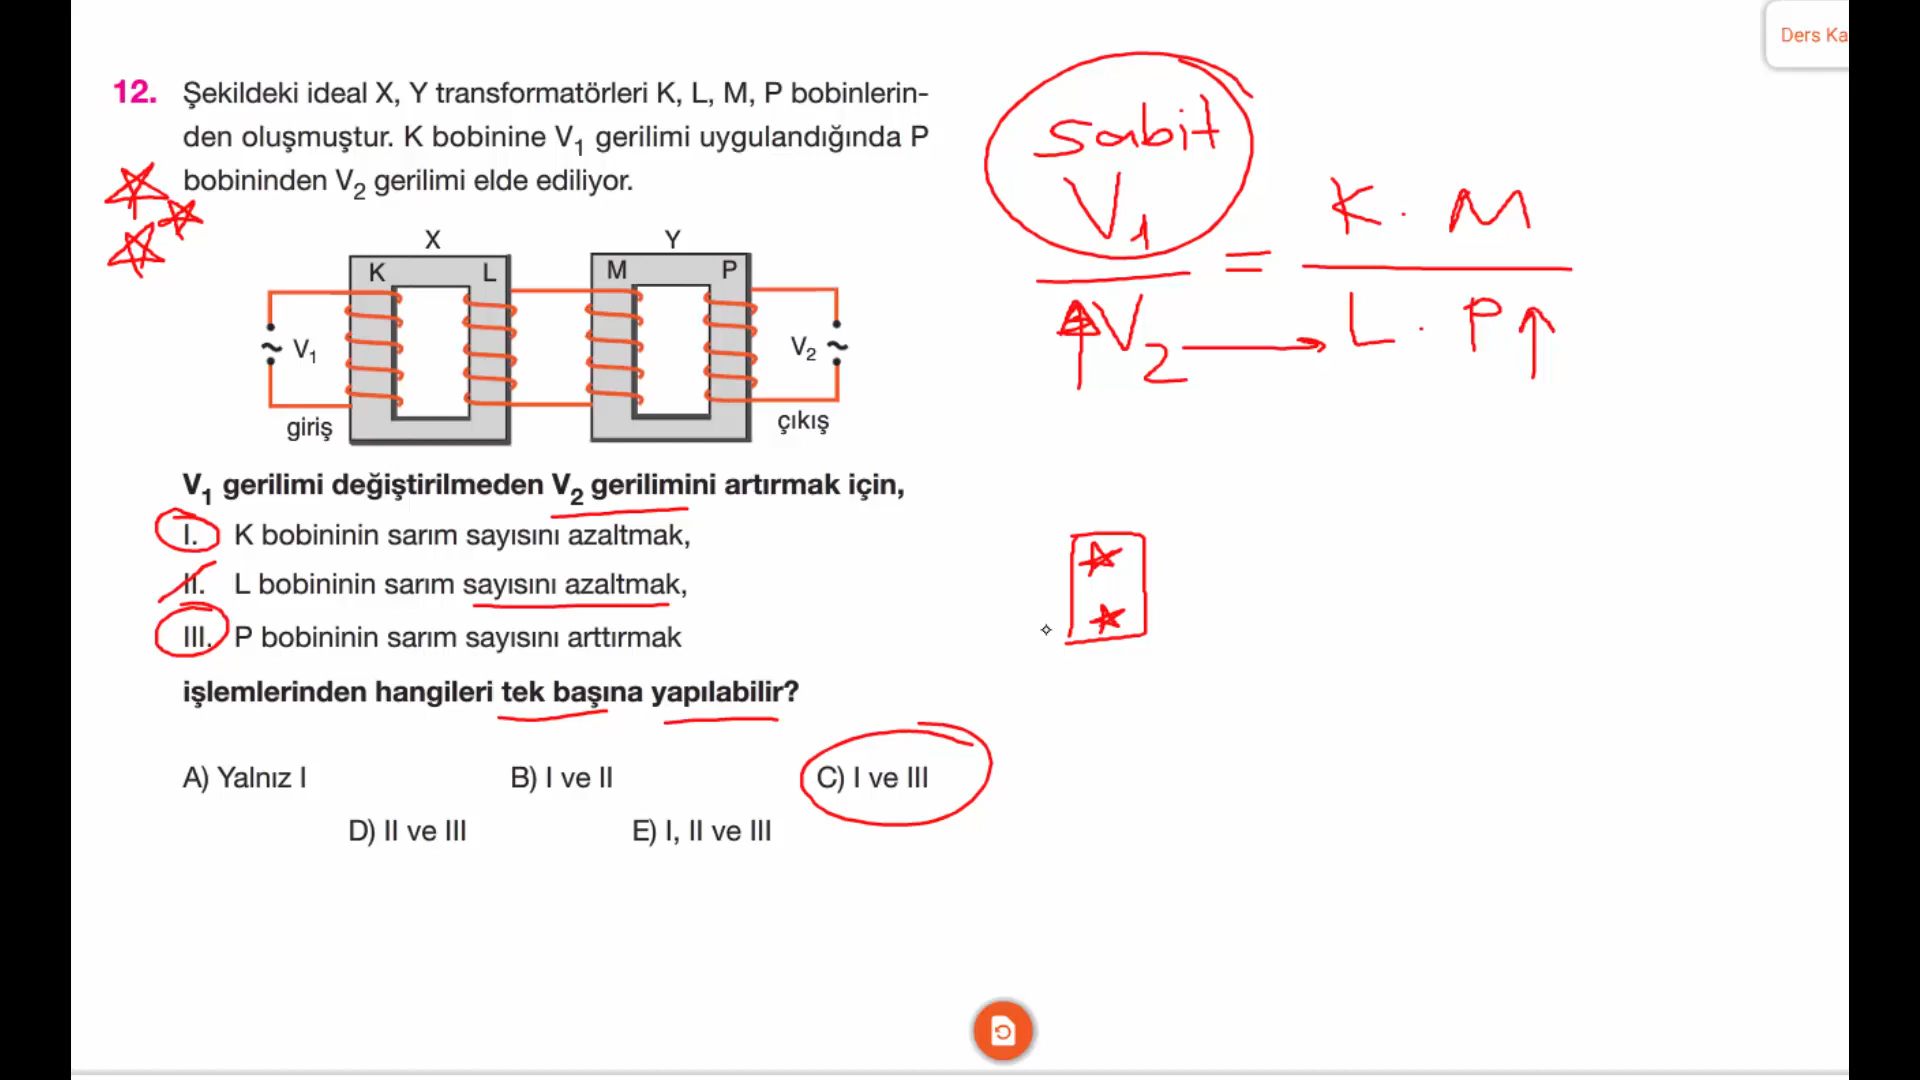 Ders Ka
12. Şekildeki ideal X, Y transformatörleri K, L, M, P bobinlerin-
den oluşmuştur. K bobinine V₁ gerilimi uygulandığında P
bobininden V₂ gerilimi elde ediliyor.
X Y
K L M P
V₁ V₂
giriş çıkış
V₁ gerilimi değiştirilmeden V₂ gerilimini artırmak için,
I. K bobininin sarım sayısını azaltmak,
II. L bobininin sarım sayısını azaltmak,
III. P bobininin sarım sayısını arttırmak
işlemlerinden hangileri tek başına yapılabilir?
A) Yalnız I B) I ve II C) I ve III
D) II ve III E) I, II ve III
sabit
V₁ = K . M
V₂ → L . P ↑